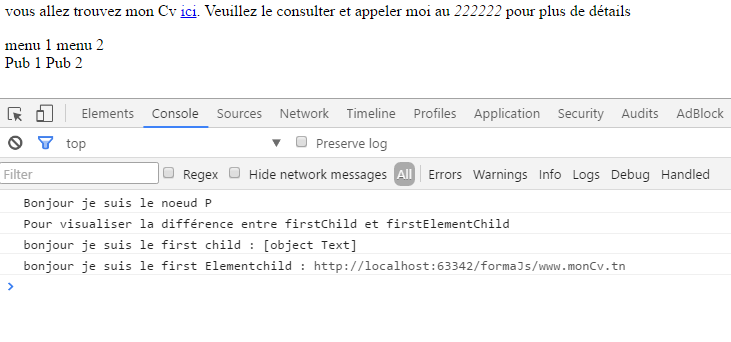 vous allez trouvez mon Cv ici. Veuillez le consulter et appeler moi au 222222 pour plus de détails
menu 1 menu 2
Pub 1 Pub 2
Elements Console Sources Network Timeline Profiles Application Security Audits AdBlock
top Preserve log
Filter Regex Hide network messages All Errors Warnings Info Logs Debug Handled
Bonjour je suis le noeud P
Pour visualiser la différence entre firstChild et firstElementChild
bonjour je suis le first child : [object Text]
bonjour je suis le first Elementchild : http://localhost:63342/formaJs/www.monCv.tn